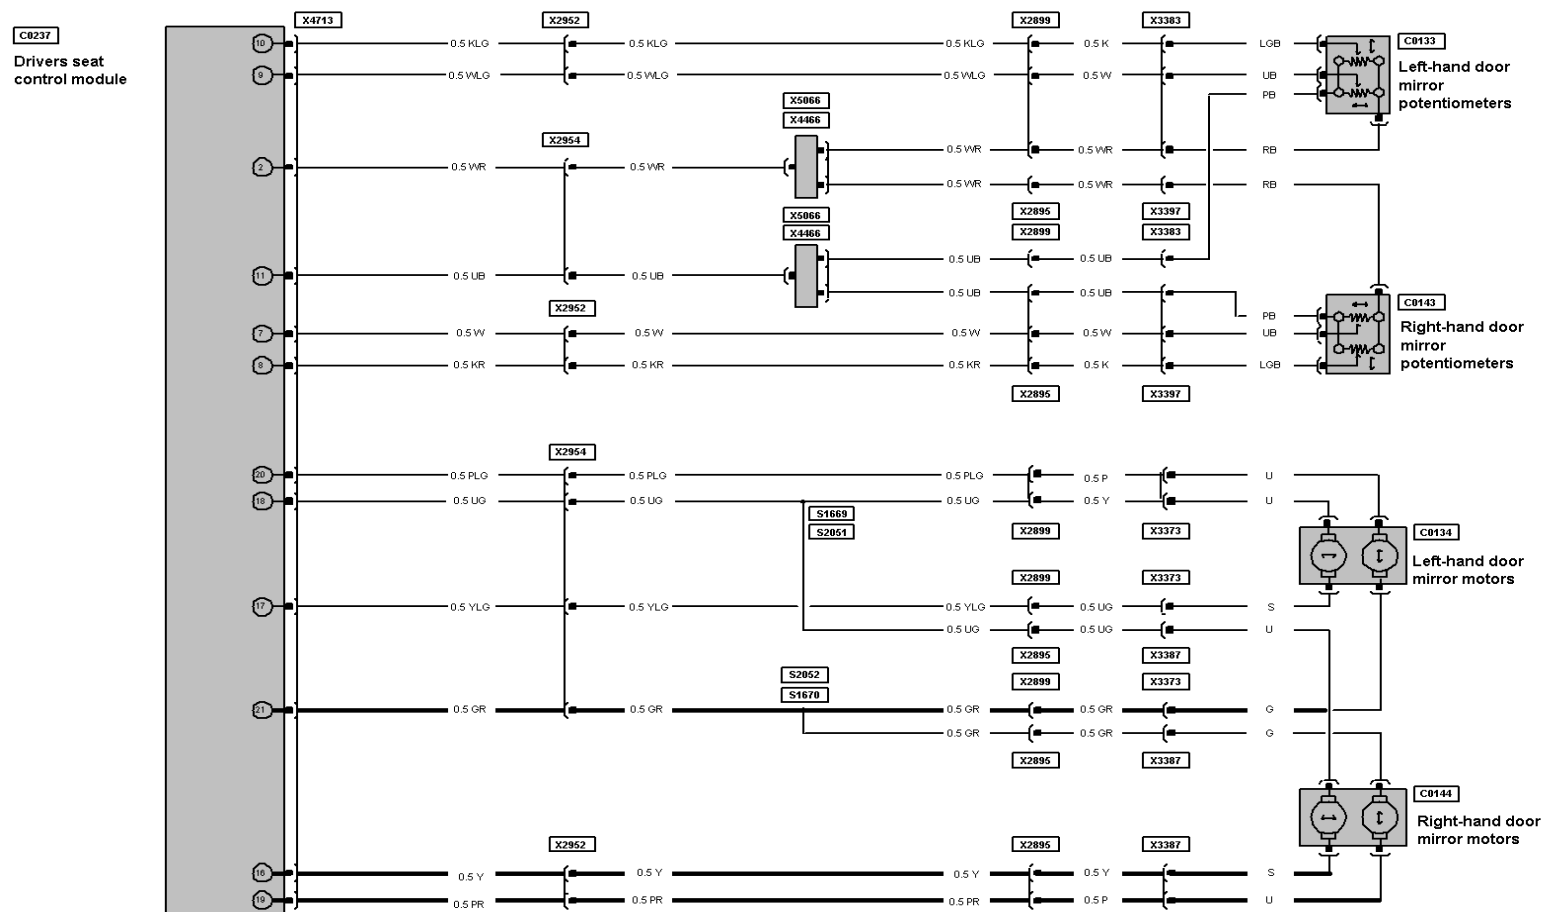 X4713 X2952 X2899 X3383
C0237
Drivers seat
control module
10 0.5 KLG 0.5 KLG 0.5 KLG 0.5 K LGB
C0133
Left-hand door
mirror
potentiometers
9 0.5 WLG 0.5 WLG 0.5 WLG 0.5 W UB
PB
X5066
X4466
X2954
0.5 WR 0.5 WR RB
2 0.5 WR 0.5 WR
0.5 WR 0.5 WR RB
X5066 X2895 X3397
X4466 X2899 X3383
0.5 UB 0.5 UB
11 0.5 UB 0.5 UB
0.5 UB 0.5 UB
X2952
C0143
Right-hand door
mirror
potentiometers
PB
7 0.5 W 0.5 W 0.5 W 0.5 W UB
8 0.5 KR 0.5 KR 0.5 KR 0.5 K LGB
X2895 X3397
X2954
20 0.5 PLG 0.5 PLG 0.5 PLG 0.5 P U
18 0.5 UG 0.5 UG 0.5 UG 0.5 Y U
S1669
S2051 X2899 X3373
C0134
Left-hand door
mirror motors
X2899 X3373
17 0.5 YLG 0.5 YLG 0.5 YLG 0.5 UG S
0.5 UG 0.5 UG U
X2895 X3387
S2052 X2899 X3373
S1670
21 0.5 GR 0.5 GR 0.5 GR 0.5 GR G
0.5 GR 0.5 GR G
X2895 X3387
C0144
Right-hand door
mirror motors
X2952 X2895 X3387
16 0.5 Y 0.5 Y 0.5 Y 0.5 Y S
19 0.5 PR 0.5 PR 0.5 PR 0.5 P U